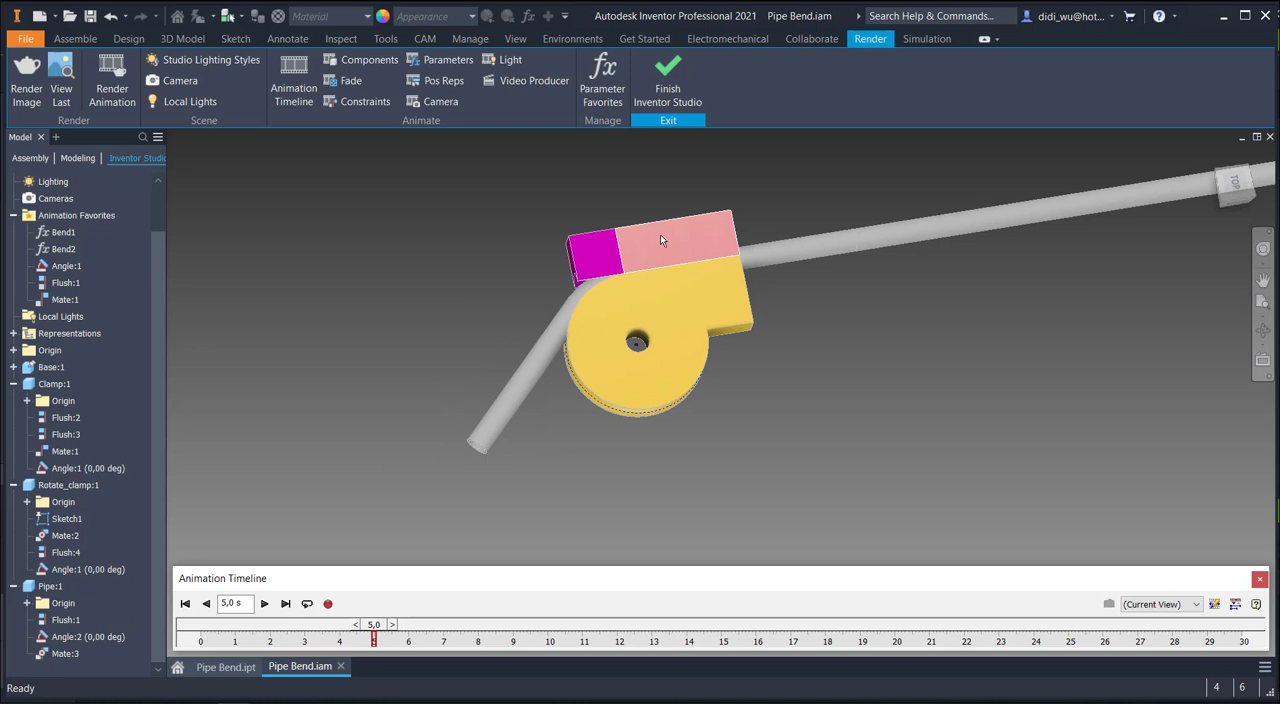 Material
Appearance
Autodesk Inventor Professional 2021 Pipe Bend.iam
Search Help & Commands...
didi_wu@hot...
File Assembly Design 3D Model Sketch Annotate Inspect Tools CAM Manage View Environments Get Started Electromechanical Collaborate Render Simulation
Render Image
View Last
Render Animation
Studio Lighting Styles
Camera
Local Lights
Animation Timeline
Components
Fade
Constraints
Parameters
Pos Reps
Camera
Light
Video Producer
fx
Parameter Favorites
Finish Inventor Studio
Render
Scene
Animate
Manage
Exit
Model
Assembly | Modeling | Inventor Studio
Lighting
Cameras
Animation Favorites
fx Bend1
fx Bend2
Angle:1
Flush:1
Mate:1
Local Lights
Representations
Origin
Base:1
Clamp:1
Origin
Flush:2
Flush:3
Mate:1
Angle:1 (0,00 deg)
Rotate_clamp:1
Origin
Sketch1
Mate:2
Flush:4
Angle:1 (0,00 deg)
Pipe:1
Origin
Flush:1
Angle:2 (0,00 deg)
Mate:3
TOP
Animation Timeline
5,0 s
(Current View)
< 5,0 >
0 1 2 3 4 5 6 7 8 9 10 11 12 13 14 15 16 17 18 19 20 21 22 23 24 25 26 27 28 29 30
Pipe Bend.ipt
Pipe Bend.iam
Ready
4 6